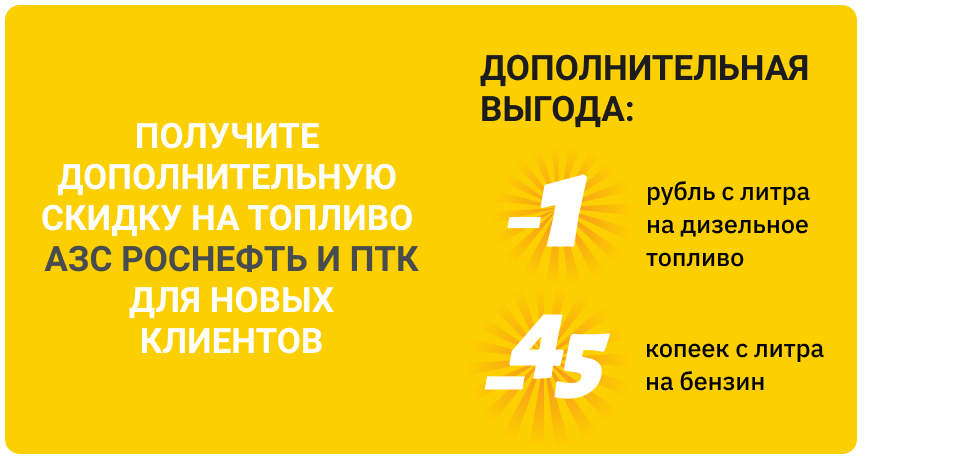 ПОЛУЧИТЕ
ДОПОЛНИТЕЛЬНУЮ
СКИДКУ НА ТОПЛИВО
АЗС РОСНЕФТЬ И ПТК
ДЛЯ НОВЫХ
КЛИЕНТОВ
ДОПОЛНИТЕЛЬНАЯ
ВЫГОДА:
-1
рубль с литра
на дизельное
топливо
-45
копеек с литра
на бензин